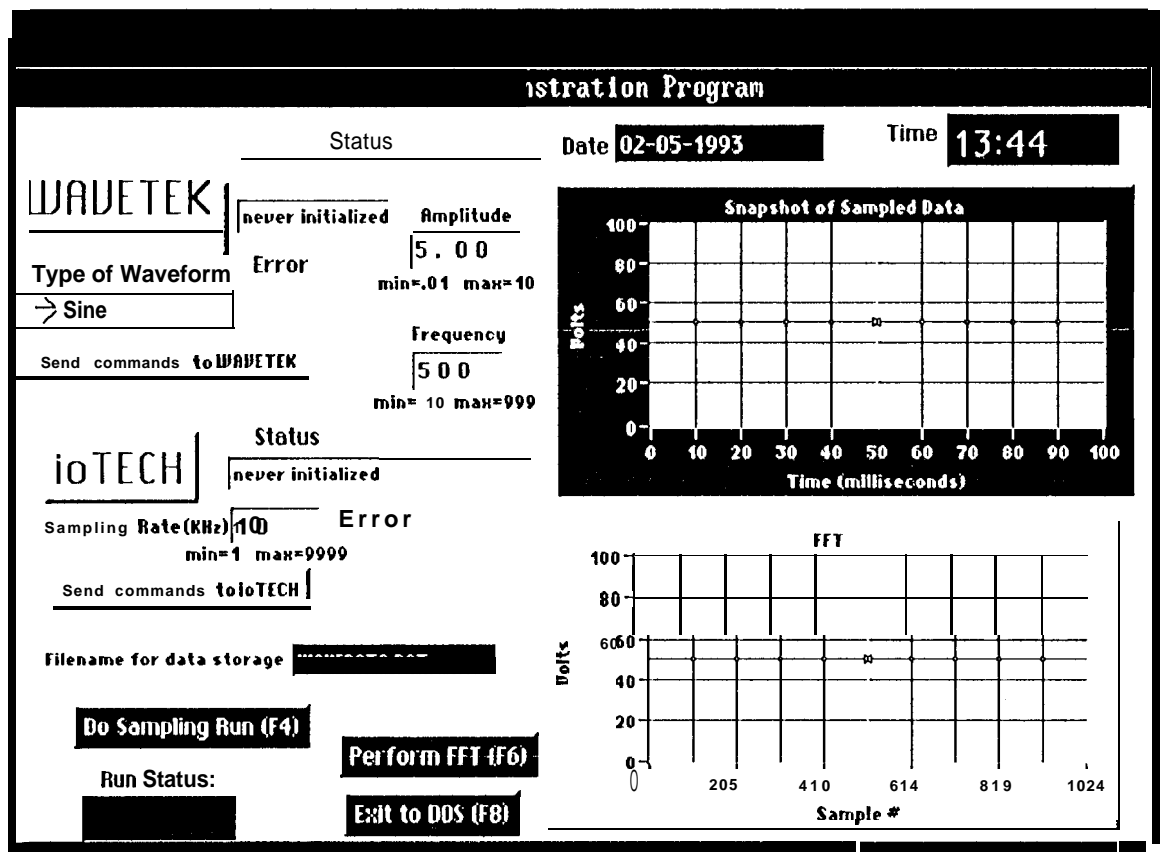 nstration Program
Status
Date 02-05-1993
Time 13:44
WAVETEK
never initialized
Amplitude
5.00
min=.01 max=10
Error
Type of Waveform
→ Sine
Frequency
500
min= 10 max=999
Send commands to WAVETEK
Snapshot of Sampled Data
100
80
60
40
20
0
Volts
0 10 20 30 40 50 60 70 80 90 100
Time (milliseconds)
Status
ioTECH
never initialized
Sampling Rate(KHz) 10
Error
min=1 max=9999
Send commands toioTECH
Filename for data storage
Do Sampling Run (F4)
Perform FFT (F6)
Run Status:
Exit to DOS (F8)
FFT
100
80
60 60
40
20
0
Volts
0 205 410 614 819 1024
Sample #